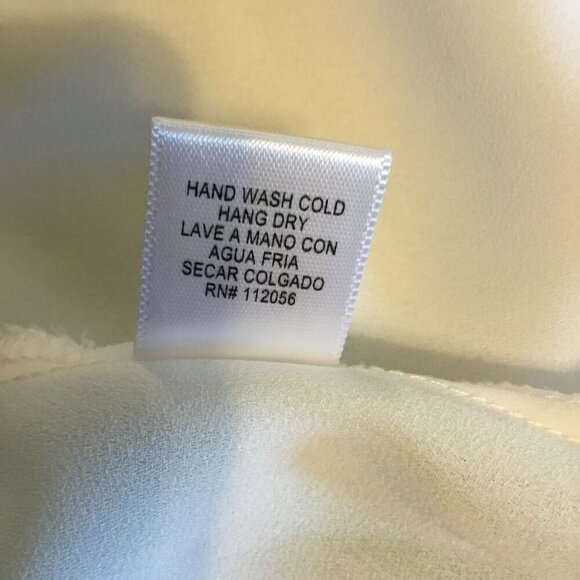 HAND WASH COLD
HANG DRY
LAVE A MANO CON
AGUA FRIA
SECAR COLGADO
RN# 112056